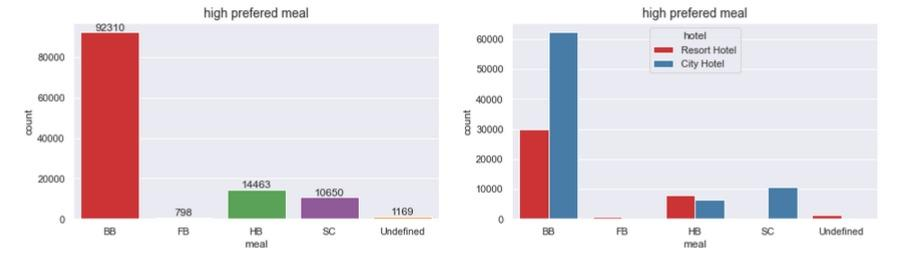 high prefered meal
92310
80000
60000
40000
20000
0
count
798
14463
10650
1169
BB FB HB SC Undefined
meal
high prefered meal
hotel
Resort Hotel
City Hotel
60000
50000
40000
30000
20000
10000
0
count
BB FB HB SC Undefined
meal